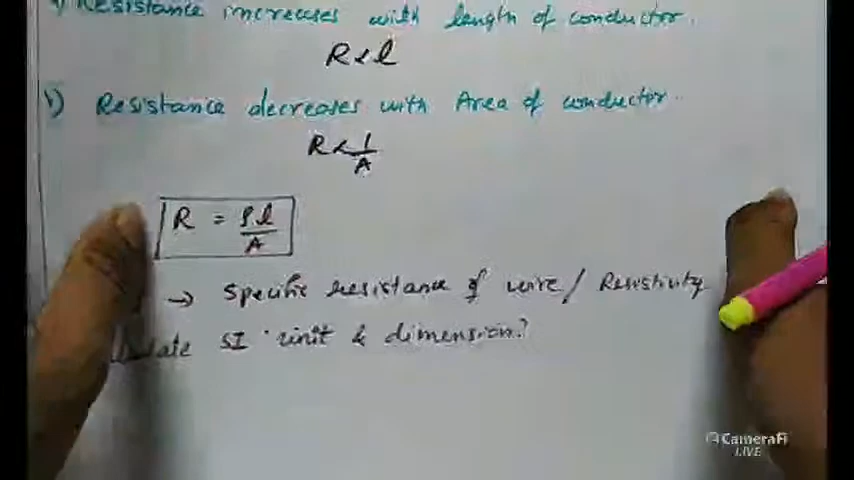 Resistance increases with length of conductor.
R ∝ l
Resistance decreases with Area of conductor.
R ∝ 1/A
R = ρl/A
→ Specific resistance of wire / Resistivity
State SI unit & dimension?
CameraFi
LIVE